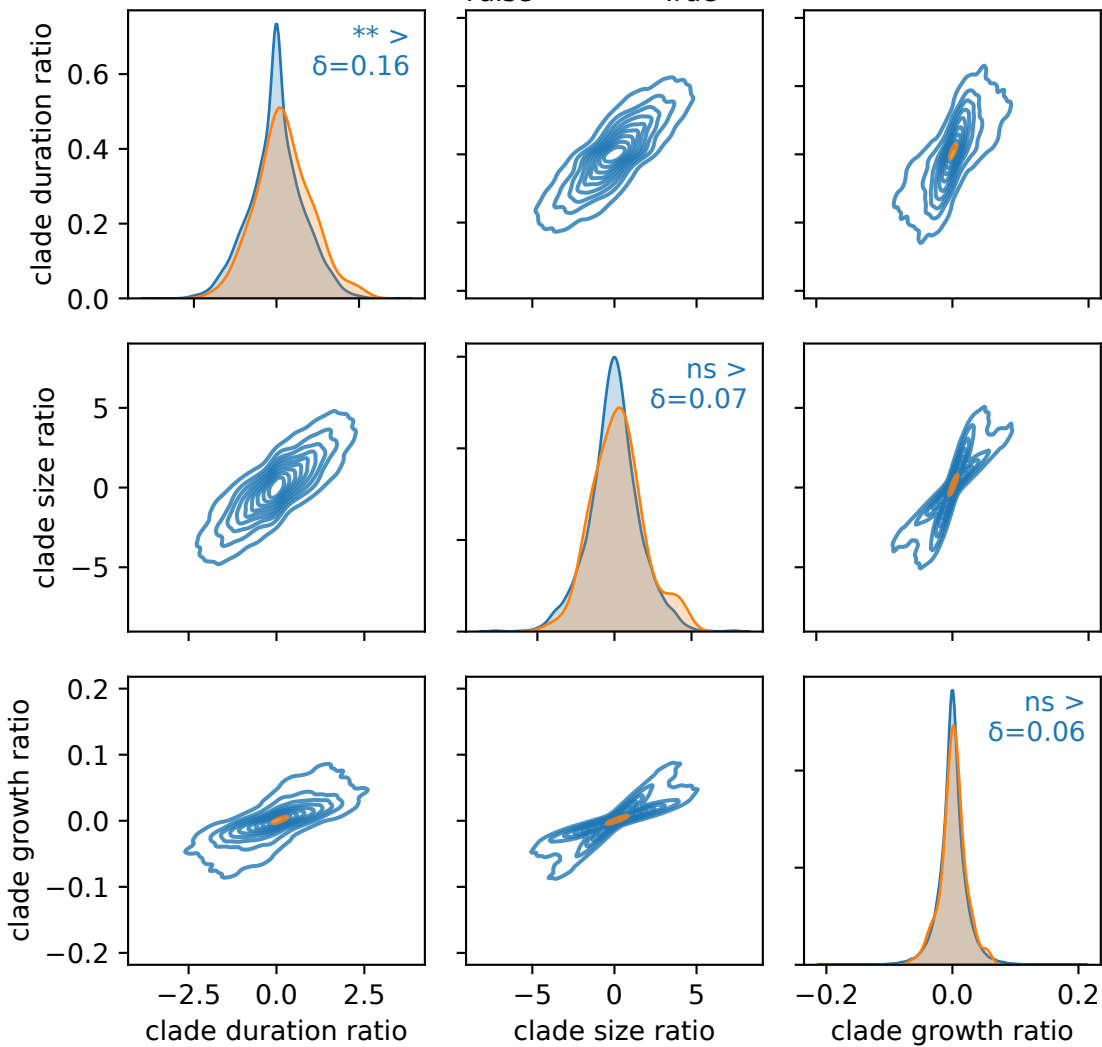 clade duration ratio
0.6
0.4
0.2
0.0
** >
δ=0.16
clade size ratio
5
0
−5
ns >
δ=0.07
clade growth ratio
0.2
0.1
0.0
−0.1
−0.2
ns >
δ=0.06
−2.5 0.0 2.5
−5 0 5
−0.2 0.0 0.2
clade duration ratio
clade size ratio
clade growth ratio